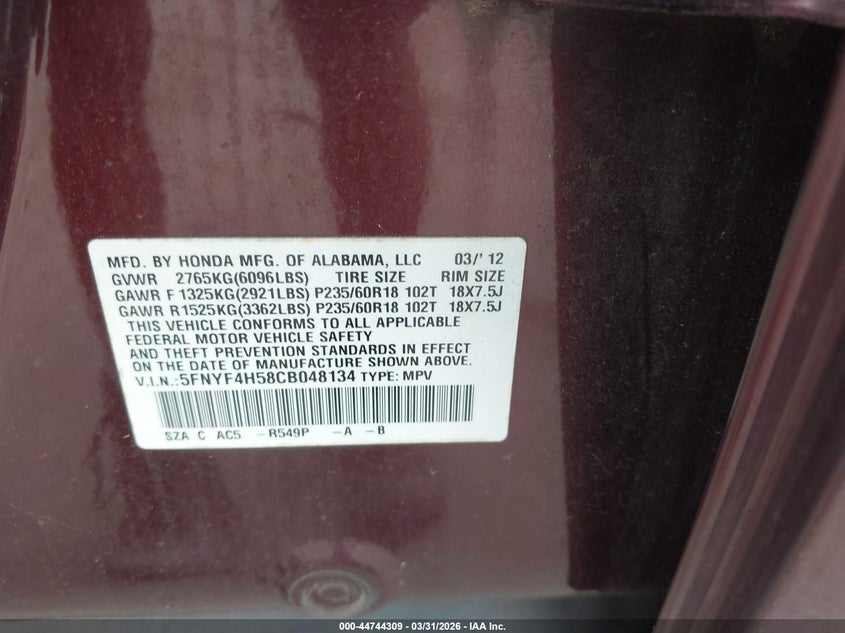 MFD. BY HONDA MFG. OF ALABAMA, LLC 03/' 12
GVWR 2765KG(6096LBS) TIRE SIZE RIM SIZE
GAWR F 1325KG(2921LBS) P235/60R18 102T 18X7.5J
GAWR R1525KG(3362LBS) P235/60R18 102T 18X7.5J
THIS VEHICLE CONFORMS TO ALL APPLICABLE
FEDERAL MOTOR VEHICLE SAFETY
AND THEFT PREVENTION STANDARDS IN EFFECT
ON THE DATE OF MANUFACTURE SHOWN ABOVE.
V.I.N.:5FNYF4H58CB048134 TYPE: MPV
SZA C AC5 -R549P -A -B
000-44744309 - 03/31/2026 - IAA Inc.